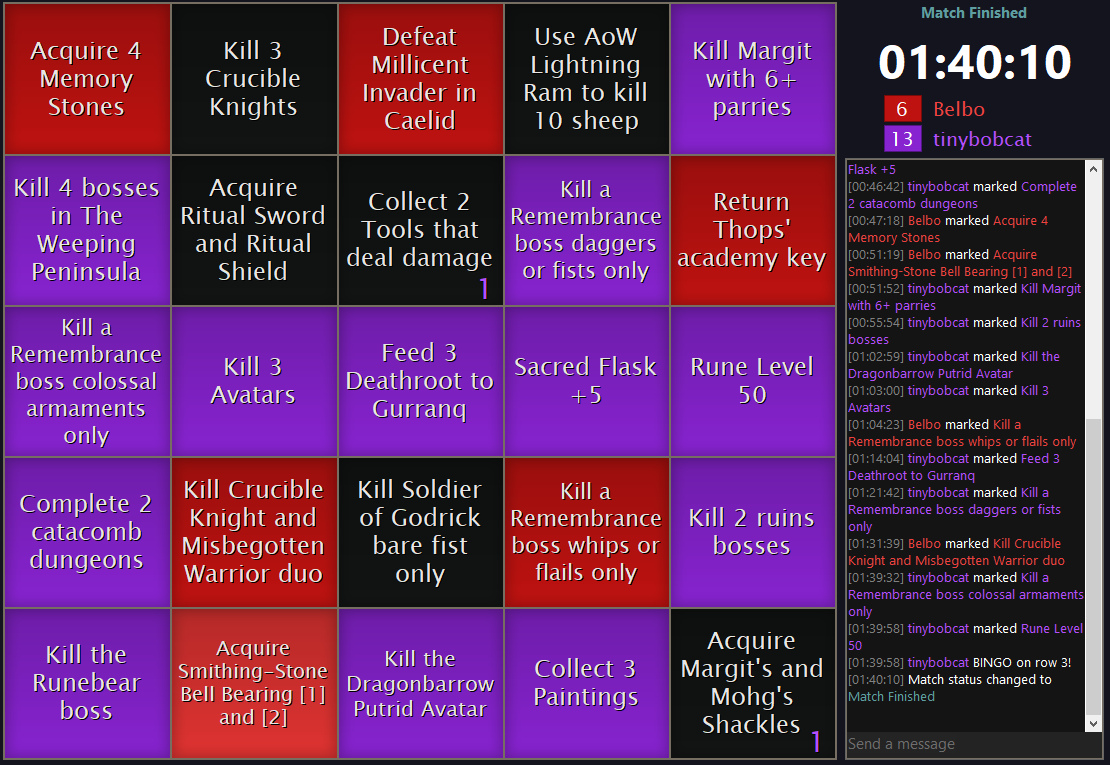 Acquire 4
Memory
Stones
Kill 3
Crucible
Knights
Defeat
Millicent
Invader in
Caelid
Use AoW
Lightning
Ram to kill
10 sheep
Kill Margit
with 6+
parries
Kill 4 bosses
in The
Weeping
Peninsula
Acquire
Ritual Sword
and Ritual
Shield
Collect 2
Tools that
deal damage
1
Kill a
Remembrance
boss daggers
or fists only
Return
Thops'
academy key
Kill a
Remembrance
boss colossal
armaments
only
Kill 3
Avatars
Feed 3
Deathroot to
Gurranq
Sacred Flask
+5
Rune Level
50
Complete 2
catacomb
dungeons
Kill Crucible
Knight and
Misbegotten
Warrior duo
Kill Soldier
of Godrick
bare fist
only
Kill a
Remembrance
boss whips or
flails only
Kill 2 ruins
bosses
Kill the
Runebear
boss
Acquire
Smithing-Stone
Bell Bearing [1]
and [2]
Kill the
Dragonbarrow
Putrid Avatar
Collect 3
Paintings
Acquire
Margit's and
Mohg's
Shackles
1
Match Finished
01:40:10
6 Belbo
13 tinybobcat
Flask +5
[00:46:42] tinybobcat marked Complete
2 catacomb dungeons
[00:47:18] Belbo marked Acquire 4
Memory Stones
[00:51:19] Belbo marked Acquire
Smithing-Stone Bell Bearing [1] and [2]
[00:51:52] tinybobcat marked Kill Margit
with 6+ parries
[00:55:54] tinybobcat marked Kill 2 ruins
bosses
[01:02:59] tinybobcat marked Kill the
Dragonbarrow Putrid Avatar
[01:03:00] tinybobcat marked Kill 3
Avatars
[01:04:23] Belbo marked Kill a
Remembrance boss whips or flails only
[01:14:04] tinybobcat marked Feed 3
Deathroot to Gurranq
[01:21:42] tinybobcat marked Kill a
Remembrance boss daggers or fists
only
[01:31:39] Belbo marked Kill Crucible
Knight and Misbegotten Warrior duo
[01:39:32] tinybobcat marked Kill a
Remembrance boss colossal armaments
only
[01:39:58] tinybobcat marked Rune Level
50
[01:39:58] tinybobcat BINGO on row 3!
[01:40:10] Match status changed to
Match Finished
Send a message